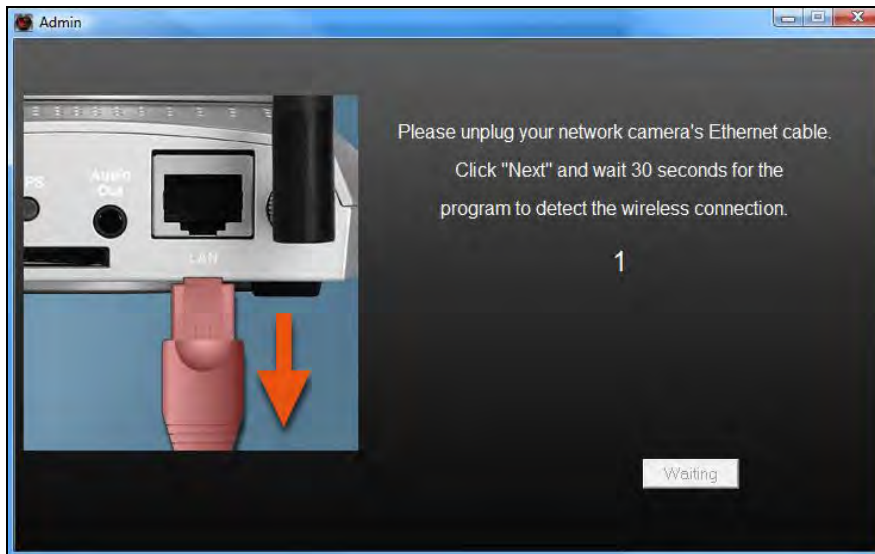 Admin
Please unplug your network camera's Ethernet cable.
Click "Next" and wait 30 seconds for the
program to detect the wireless connection.
1
Audio
Out
LAN
Waiting